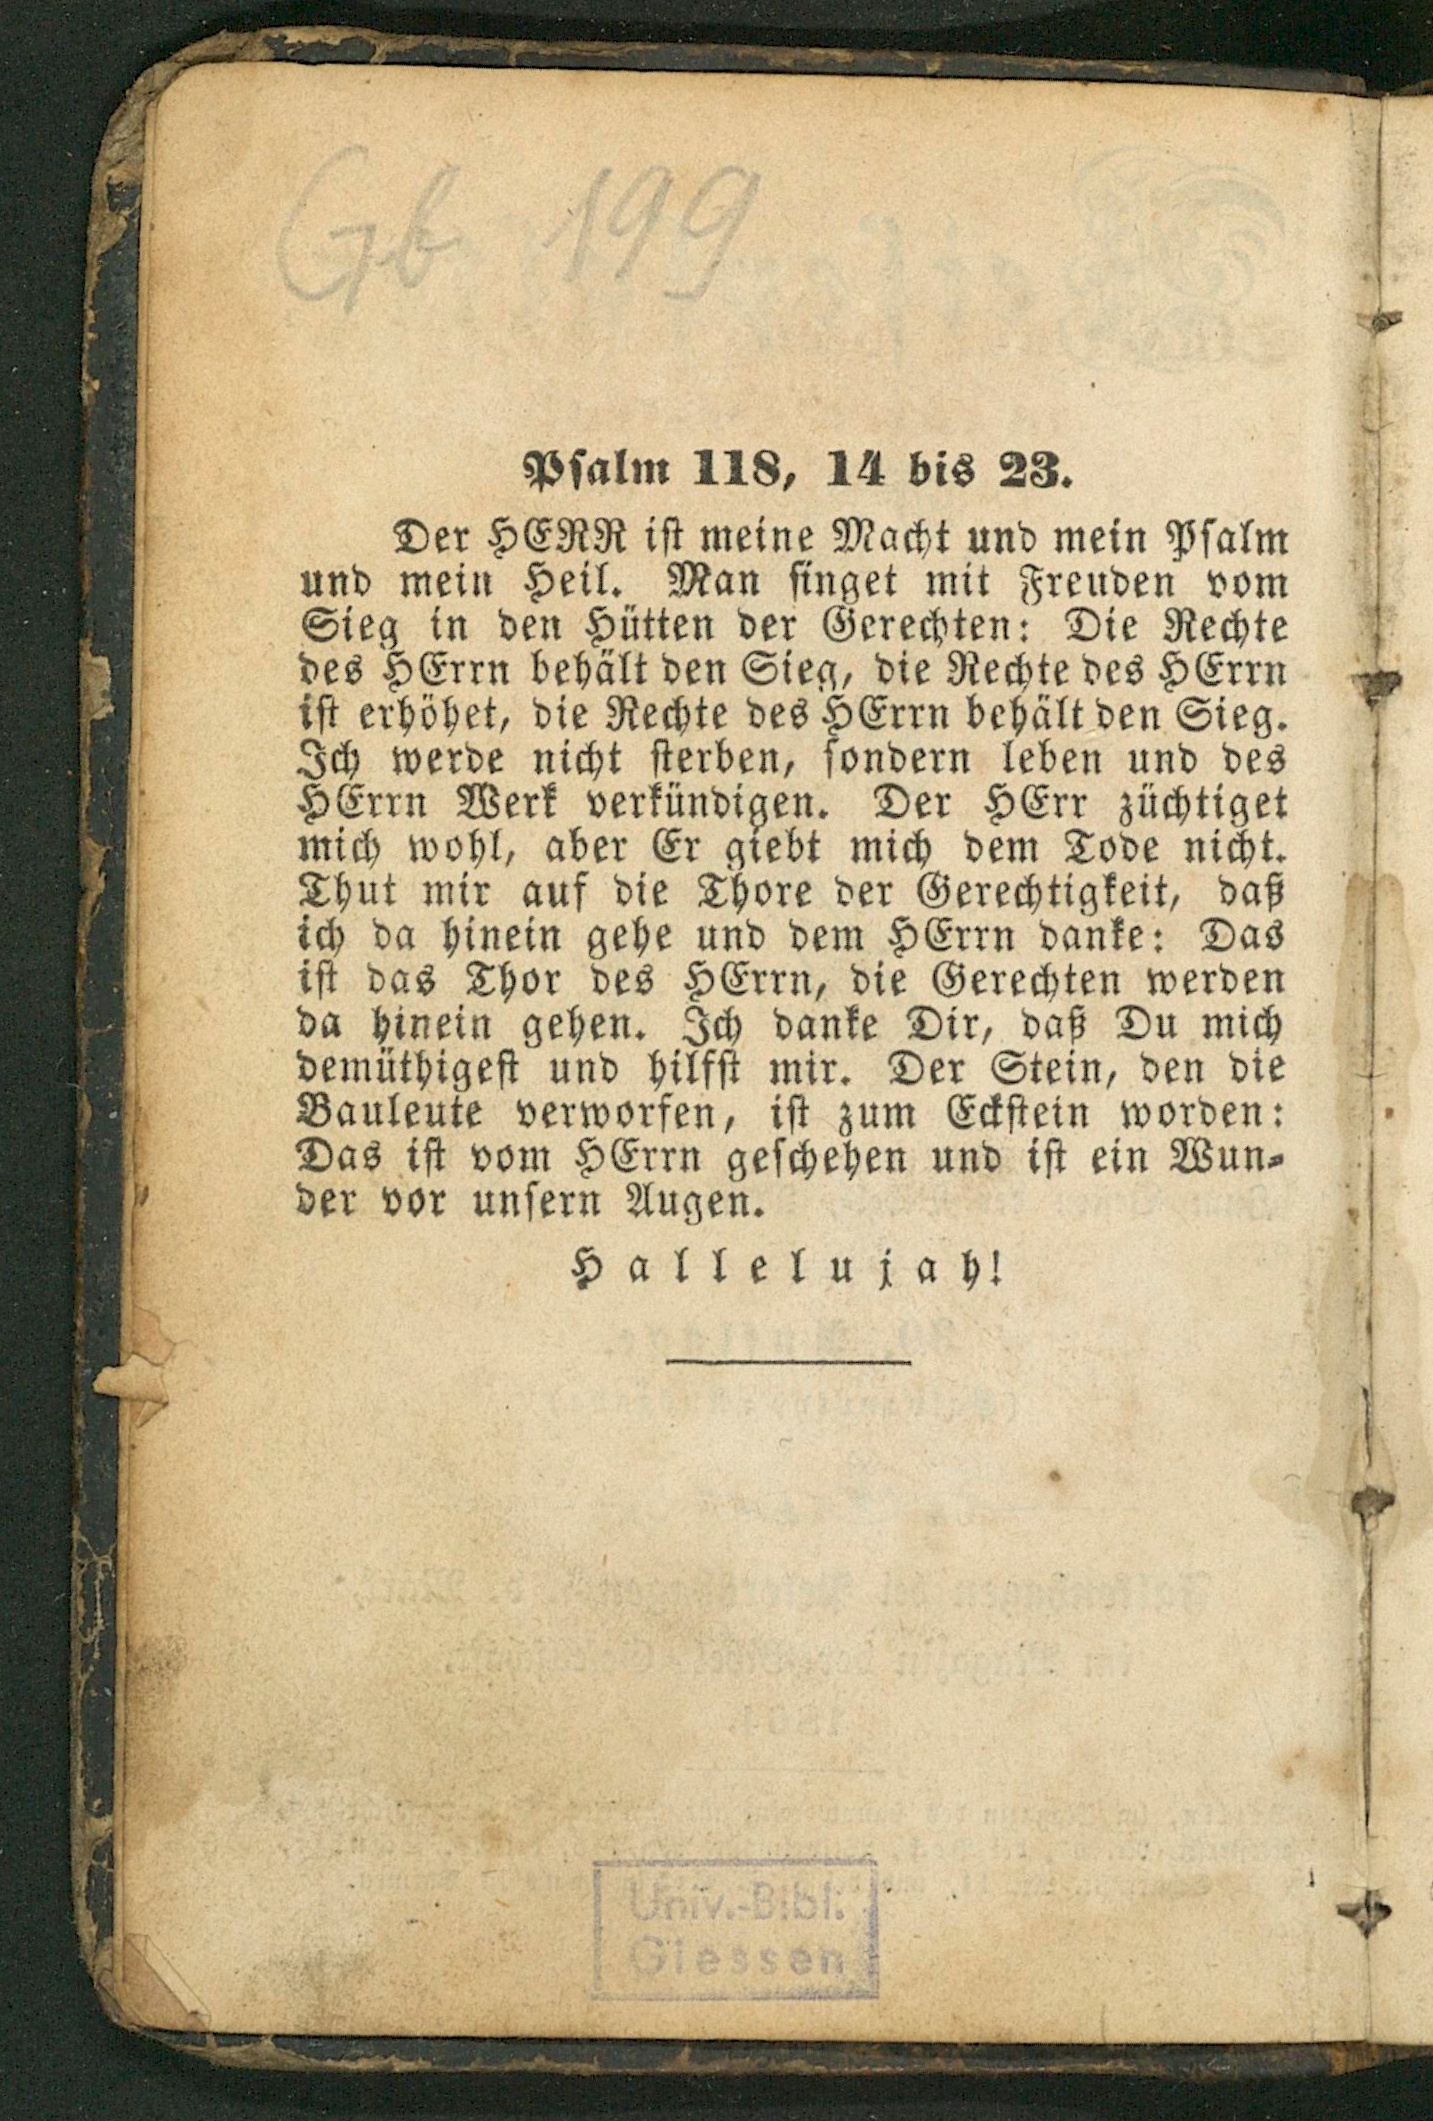 Gb 199
Psalm 118, 14 bis 23.
Der HERR ist meine Macht und mein Psalm
und mein Heil. Man singet mit Freuden vom
Sieg in den Hütten der Gerechten: Die Rechte
des HErrn behält den Sieg, die Rechte des HErrn
ist erhöhet, die Rechte des HErrn behält den Sieg.
Ich werde nicht sterben, sondern leben und des
HErrn Werk verkündigen. Der HErr züchtiget
mich wohl, aber Er giebt mich dem Tode nicht.
Thut mir auf die Thore der Gerechtigkeit, daß
ich da hinein gehe und dem HErrn danke: Das
ist das Thor des HErrn, die Gerechten werden
da hinein gehen. Ich danke Dir, daß Du mich
demüthigest und hilfst mir. Der Stein, den die
Bauleute verworfen, ist zum Eckstein worden:
Das ist vom HErrn geschehen und ist ein Wun-
der vor unsern Augen.
Hallelujah!
Univ.-Bibl.
Giessen